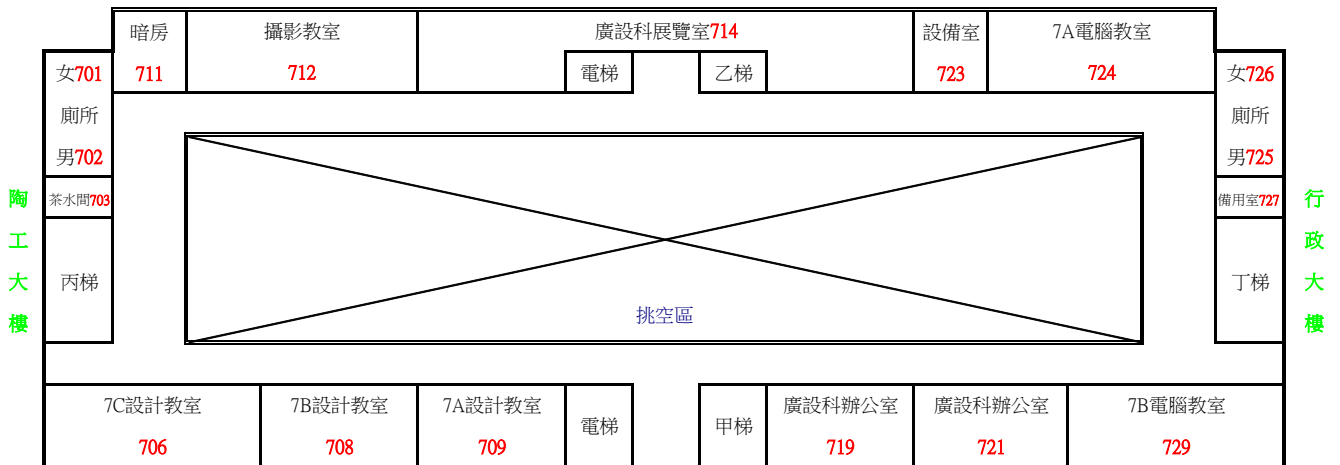 暗房
711
攝影教室
712
廣設科展覽室714
電梯
乙梯
設備室
723
7A電腦教室
724
女701
廁所
男702
茶水間703
丙梯
陶工大樓
挑空區
女726
廁所
男725
備用室727
丁梯
行政大樓
7C設計教室
706
7B設計教室
708
7A設計教室
709
電梯
甲梯
廣設科辦公室
719
廣設科辦公室
721
7B電腦教室
729